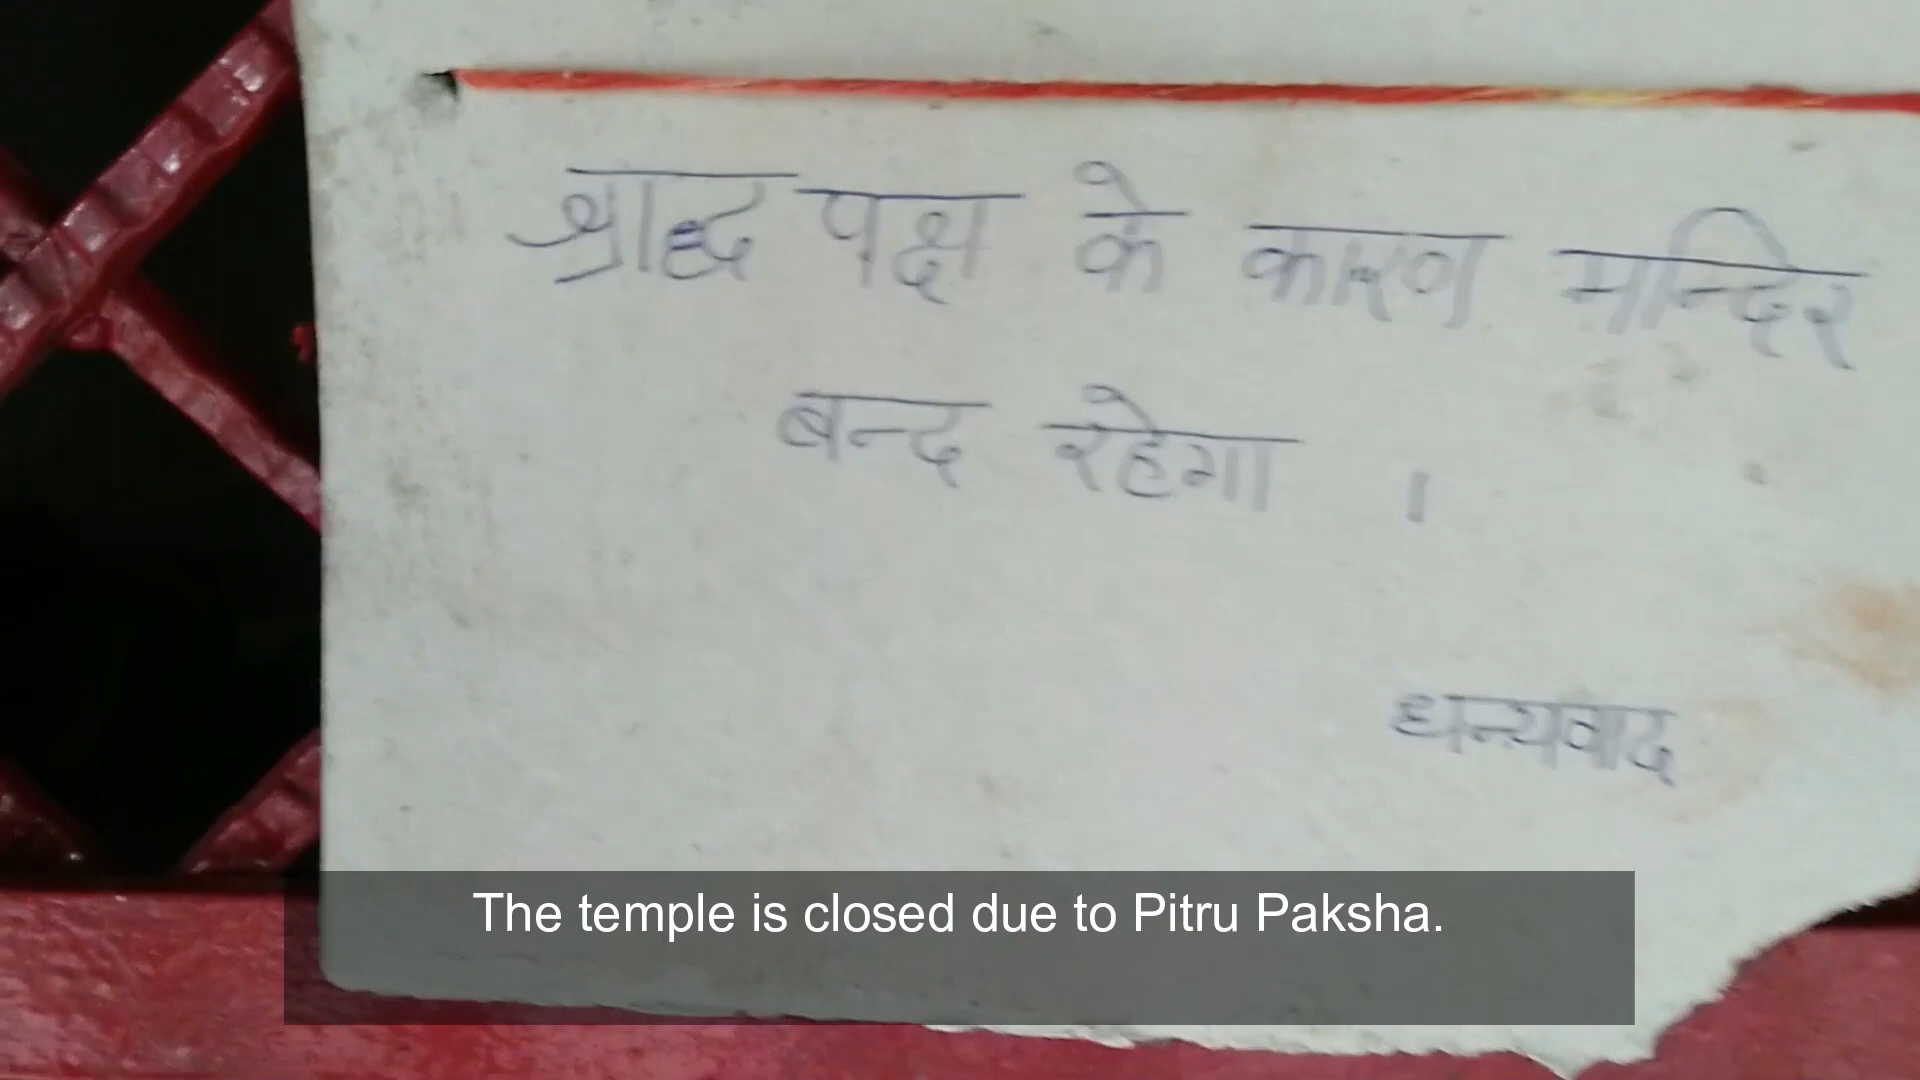 श्राद्ध पक्ष के कारण मन्दिर
बन्द रहेगा ।
धन्यवाद
The temple is closed due to Pitru Paksha.